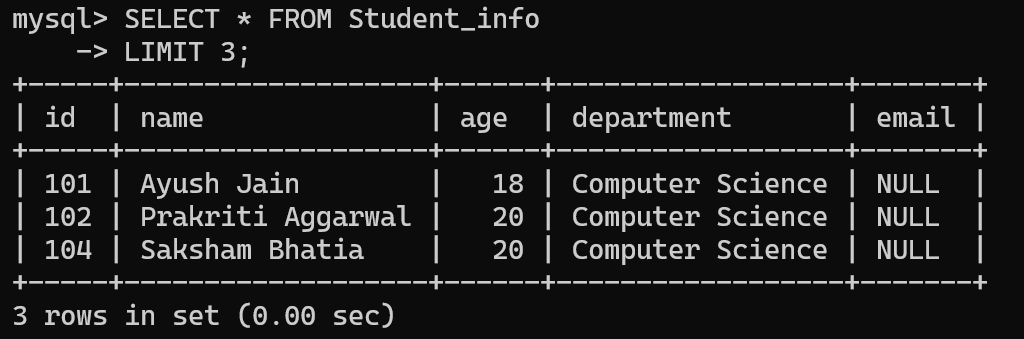 mysql> SELECT * FROM Student_info
    -> LIMIT 3;
+-----+-------------------+------+------------------+-------+
| id  | name              | age  | department       | email |
+-----+-------------------+------+------------------+-------+
| 101 | Ayush Jain        |   18 | Computer Science | NULL  |
| 102 | Prakriti Aggarwal |   20 | Computer Science | NULL  |
| 104 | Saksham Bhatia    |   20 | Computer Science | NULL  |
+-----+-------------------+------+------------------+-------+
3 rows in set (0.00 sec)